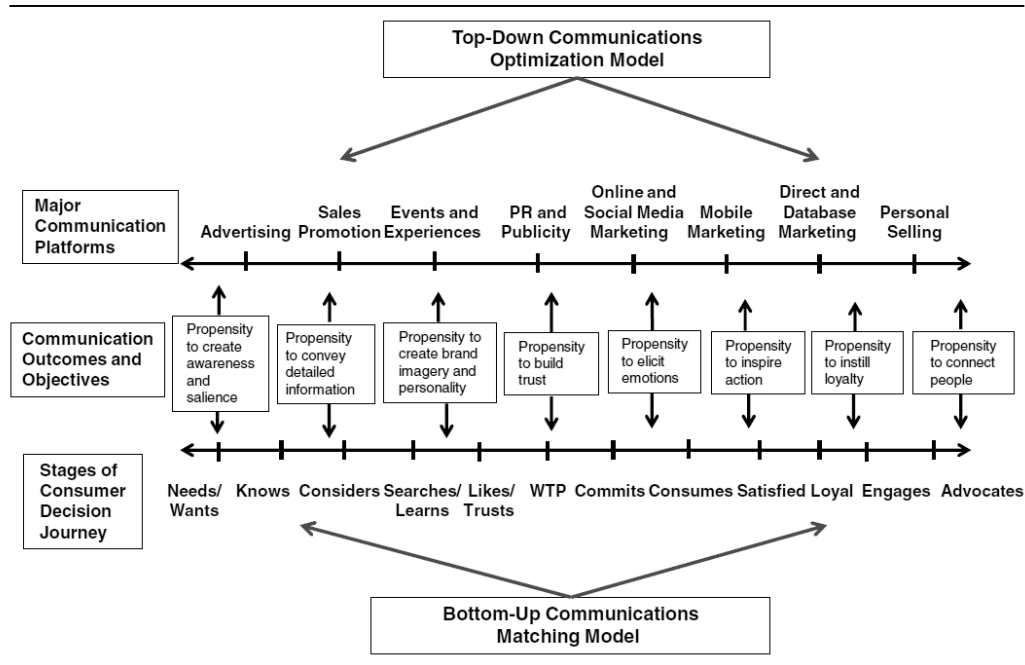 Top-Down Communications
Optimization Model
Major
Communication
Platforms
Advertising
Sales
Promotion
Events and
Experiences
PR and
Publicity
Online and
Social Media
Marketing
Mobile
Marketing
Direct and
Database
Marketing
Personal
Selling
Communication
Outcomes and
Objectives
Propensity
to create
awareness
and
salience
Propensity
to convey
detailed
information
Propensity to
create brand
imagery and
personality
Propensity
to build
trust
Propensity
to elicit
emotions
Propensity
to inspire
action
Propensity
to instill
loyalty
Propensity
to connect
people
Stages of
Consumer
Decision
Journey
Needs/
Wants
Knows
Considers
Searches/
Learns
Likes/
Trusts
WTP
Commits
Consumes
Satisfied
Loyal
Engages
Advocates
Bottom-Up Communications
Matching Model